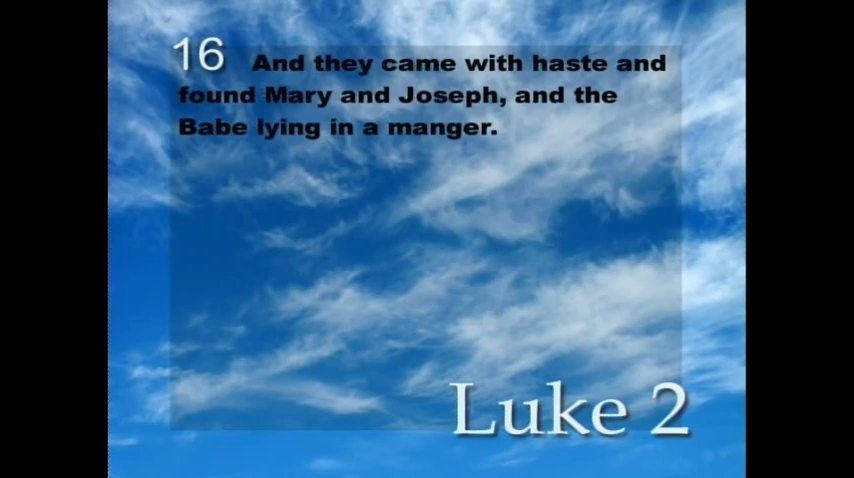 16 And they came with haste and
found Mary and Joseph, and the
Babe lying in a manger.
Luke 2